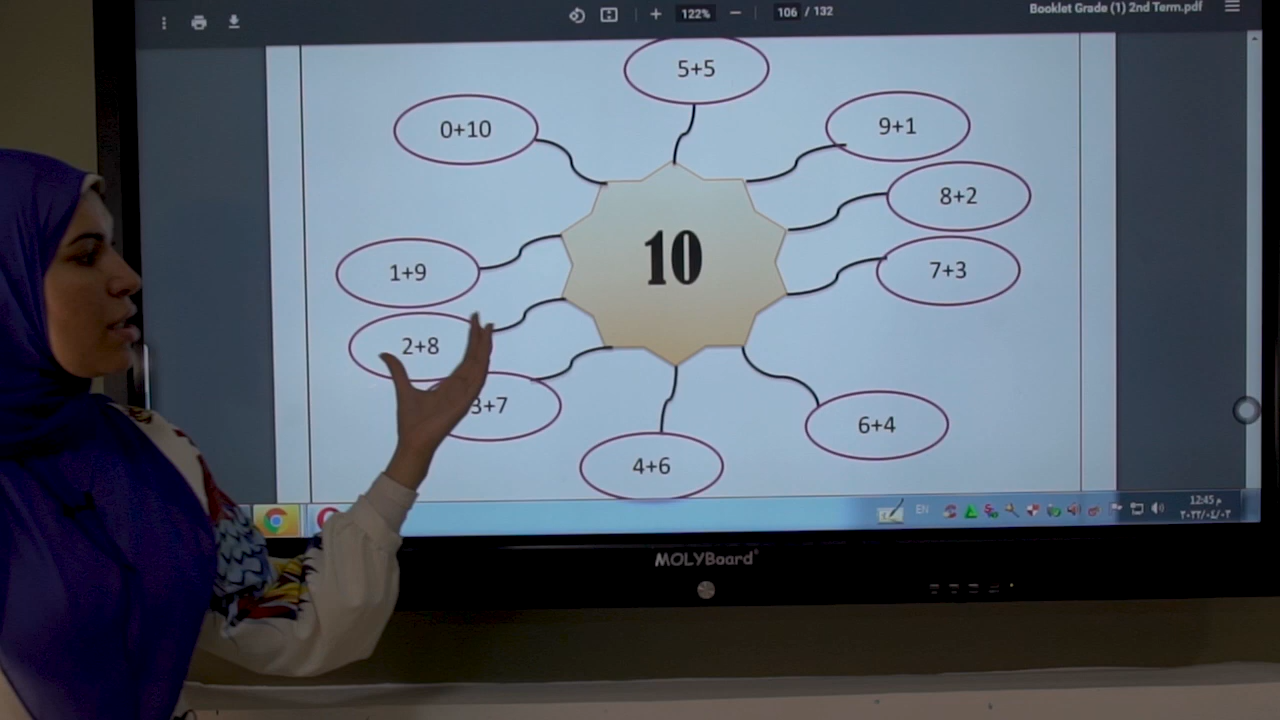 122%
106 / 132
Booklet Grade (1) 2nd Term.pdf
5+5
0+10
9+1
8+2
10
1+9
7+3
2+8
3+7
6+4
4+6
EN
12:45 م
MOLYBoard